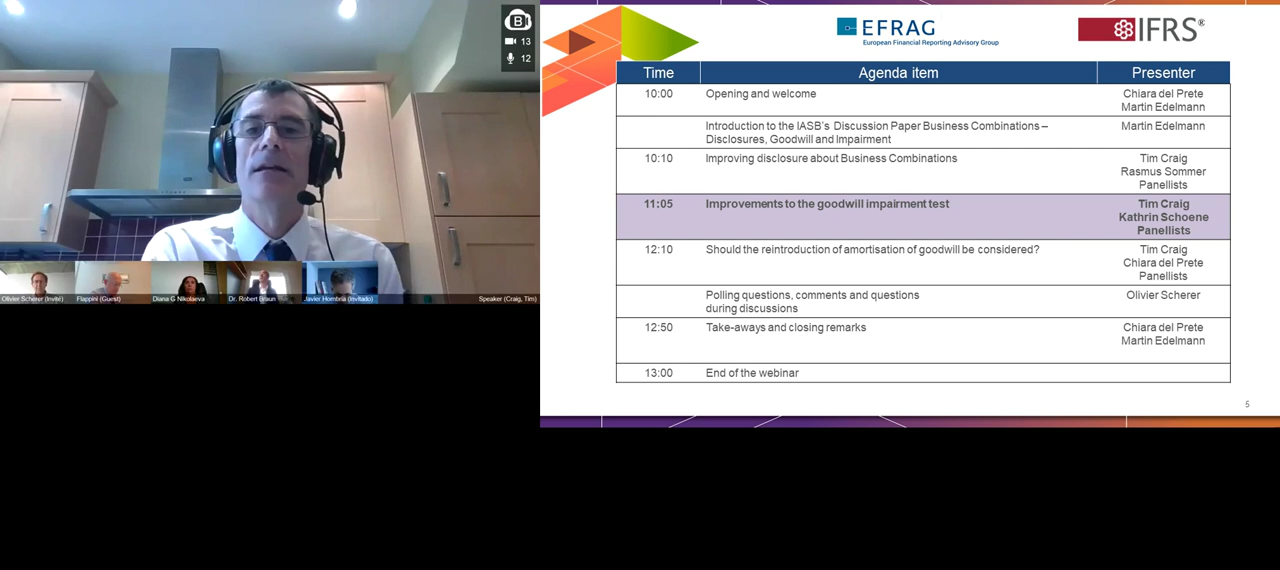 B
13
12
Olivier Scherer (Invité)
Flappini (Guest)
Diana G Nikolaeva
Dr. Robert Braun
Javier Hombria (Invitado)
Speaker (Craig, Tim)
EFRAG
European Financial Reporting Advisory Group
IFRS®
Time Agenda item Presenter
10:00 Opening and welcome Chiara del Prete
Martin Edelmann
Introduction to the IASB's Discussion Paper Business Combinations – Martin Edelmann
Disclosures, Goodwill and Impairment
10:10 Improving disclosure about Business Combinations Tim Craig
Rasmus Sommer
Panellists
11:05 Improvements to the goodwill impairment test Tim Craig
Kathrin Schoene
Panellists
12:10 Should the reintroduction of amortisation of goodwill be considered? Tim Craig
Chiara del Prete
Panellists
Polling questions, comments and questions Olivier Scherer
during discussions
12:50 Take-aways and closing remarks Chiara del Prete
Martin Edelmann
13:00 End of the webinar
5